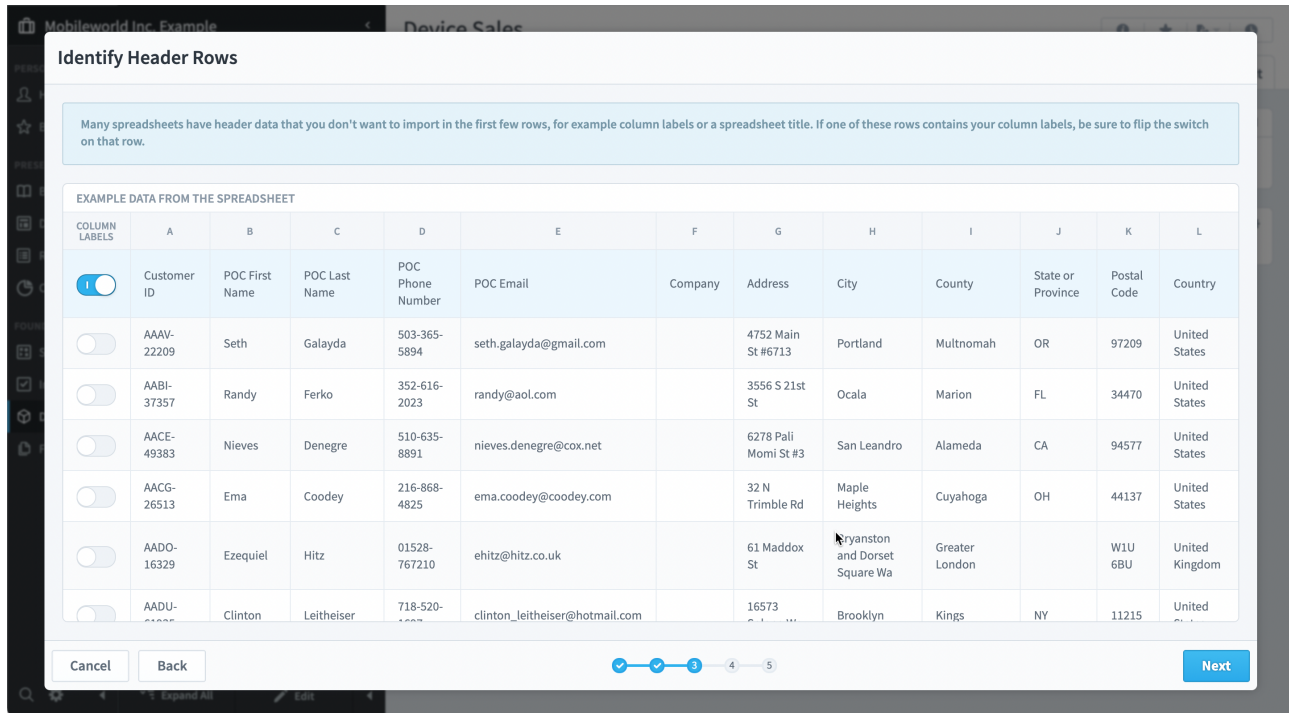 Mobileworld Inc. Example
Device Sales
Identify Header Rows
Many spreadsheets have header data that you don't want to import in the first few rows, for example column labels or a spreadsheet title. If one of these rows contains your column labels, be sure to flip the switch
on that row.
EXAMPLE DATA FROM THE SPREADSHEET
COLUMN LABELS A B C D E F G H I J K L
Customer ID POC First Name POC Last Name POC Phone Number POC Email Company Address City County State or Province Postal Code Country
AAAV-22209 Seth Galayda 503-365-5894 seth.galayda@gmail.com 4752 Main St #6713 Portland Multnomah OR 97209 United States
AABI-37357 Randy Ferko 352-616-2023 randy@aol.com 3556 S 21st St Ocala Marion FL 34470 United States
AACE-49383 Nieves Denegre 510-635-8891 nieves.denegre@cox.net 6278 Pali Momi St #3 San Leandro Alameda CA 94577 United States
AACG-26513 Ema Coodey 216-868-4825 ema.coodey@coodey.com 32 N Trimble Rd Maple Heights Cuyahoga OH 44137 United States
AADO-16329 Ezequiel Hitz 01528-767210 ehitz@hitz.co.uk 61 Maddox St Bryanston and Dorset Square Wa Greater London W1U 6BU United Kingdom
AADU- Clinton Leitheiser 718-520- clinton_leitheiser@hotmail.com 16573 Brooklyn Kings NY 11215 United
Cancel Back 3 4 5 Next
Expand All Edit